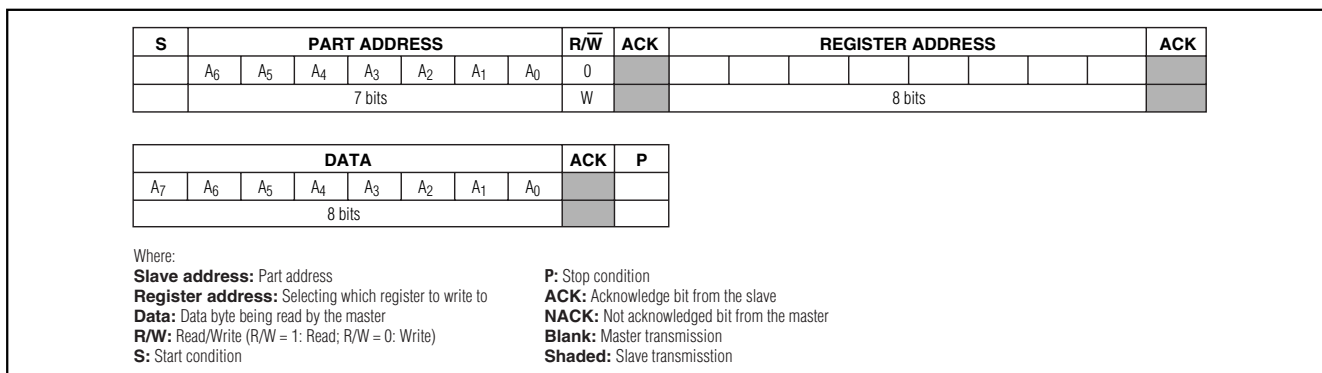 S PART ADDRESS R/W̅ ACK REGISTER ADDRESS ACK
A6 A5 A4 A3 A2 A1 A0 0
7 bits W 8 bits
DATA ACK P
A7 A6 A5 A4 A3 A2 A1 A0
8 bits
Where:
Slave address: Part address
Register address: Selecting which register to write to
Data: Data byte being read by the master
R/W: Read/Write (R/W = 1: Read; R/W = 0: Write)
S: Start condition
P: Stop condition
ACK: Acknowledge bit from the slave
NACK: Not acknowledged bit from the master
Blank: Master transmission
Shaded: Slave transmisstion